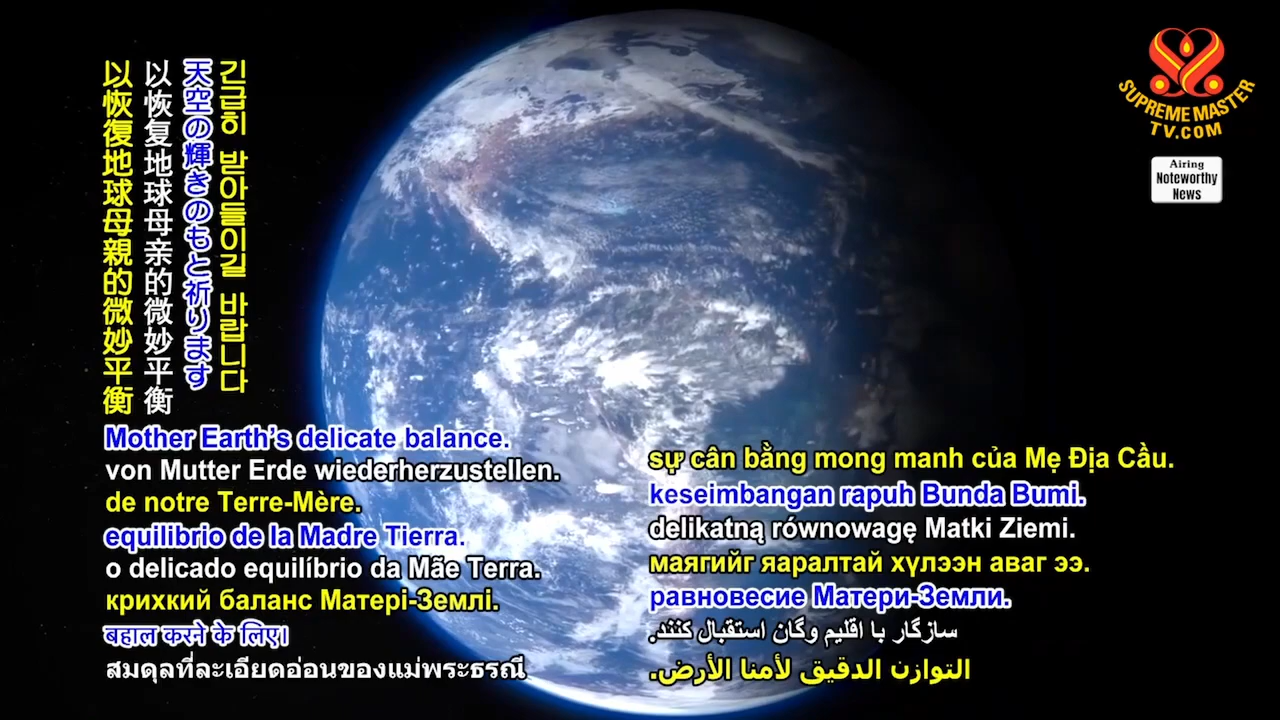 긴급히 받아들이길 바랍니다
天空の輝きのもと祈ります
以恢复地球母亲的微妙平衡
以恢復地球母親的微妙平衡
Mother Earth's delicate balance.
von Mutter Erde wiederherzustellen.
de notre Terre-Mère.
equilibrio de la Madre Tierra.
o delicado equilíbrio da Mãe Terra.
крихкий баланс Матері-Землі.
बहाल करने के लिए।
สมดุลที่ละเอียดอ่อนของแม่พระธรณี
sự cân bằng mong manh của Mẹ Địa Cầu.
keseimbangan rapuh Bunda Bumi.
delikatną równowagę Matki Ziemi.
маягийг яаралтай хүлээн аваг ээ.
равновесие Матери-Земли.
سازگار با اقلیم وگان استقبال کنند.
التوازن الدقيق لأمنا الأرض.
SUPREME MASTER
TV.COM
Airing
Noteworthy
News